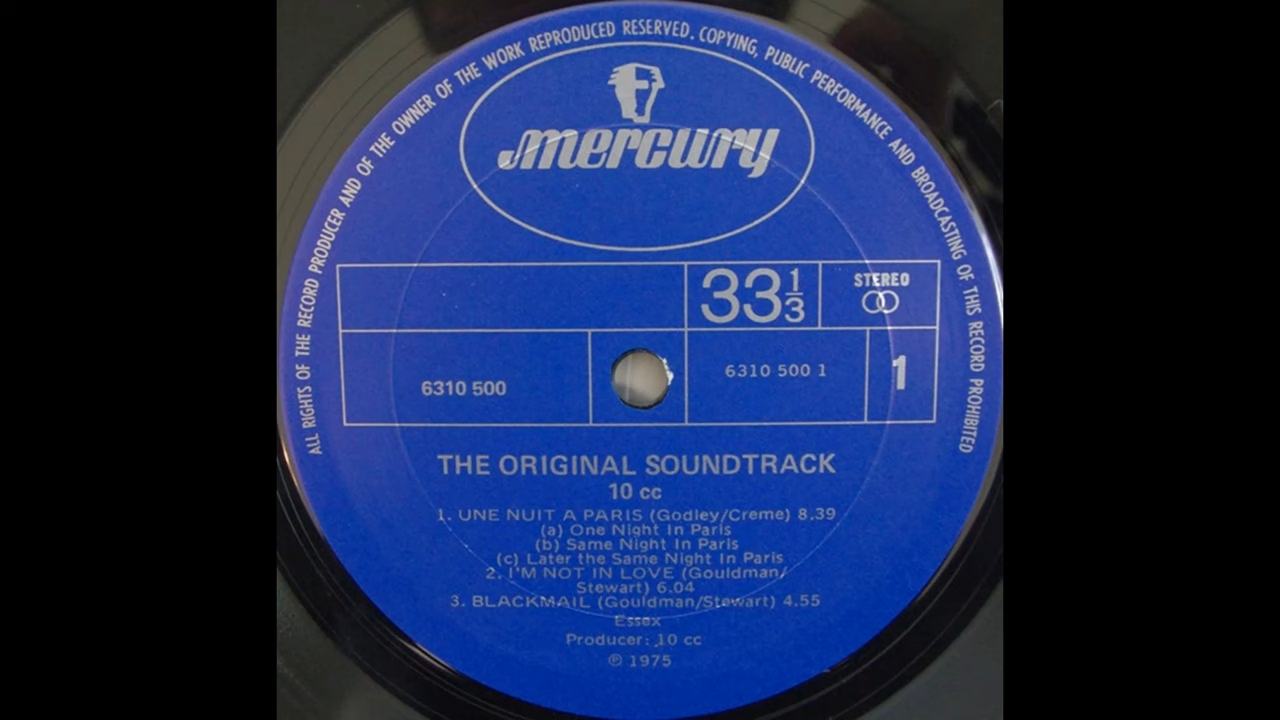 ALL RIGHTS OF THE RECORD PRODUCER AND OF THE OWNER OF THE WORK REPRODUCED RESERVED. COPYING, PUBLIC PERFORMANCE AND BROADCASTING OF THIS RECORD PROHIBITED
mercury
33 1/3
STEREO
6310 500
6310 500 1
1
THE ORIGINAL SOUNDTRACK
10 cc
1. UNE NUIT A PARIS (Godley/Creme) 8.39
(a) One Night In Paris
(b) Same Night In Paris
(c) Later the Same Night In Paris
2. I'M NOT IN LOVE (Gouldman/
Stewart) 6.04
3. BLACKMAIL (Gouldman/Stewart) 4.55
Essex
Producer: 10 cc
℗ 1975